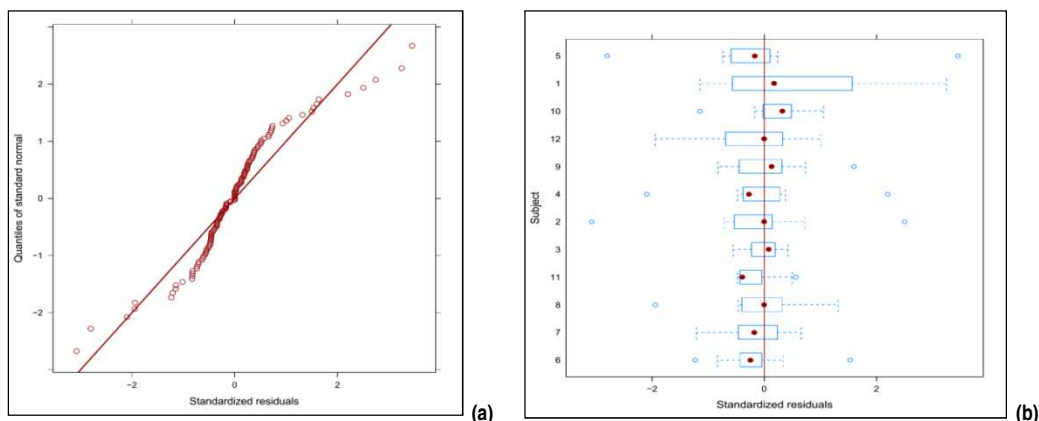 2
1
0
−1
−2
Quantiles of standard normal
−2 0 2
Standardized residuals
(a)
5
1
10
12
9
4
2
3
11
8
7
6
Subject
−2 0 2
Standardized residuals
(b)